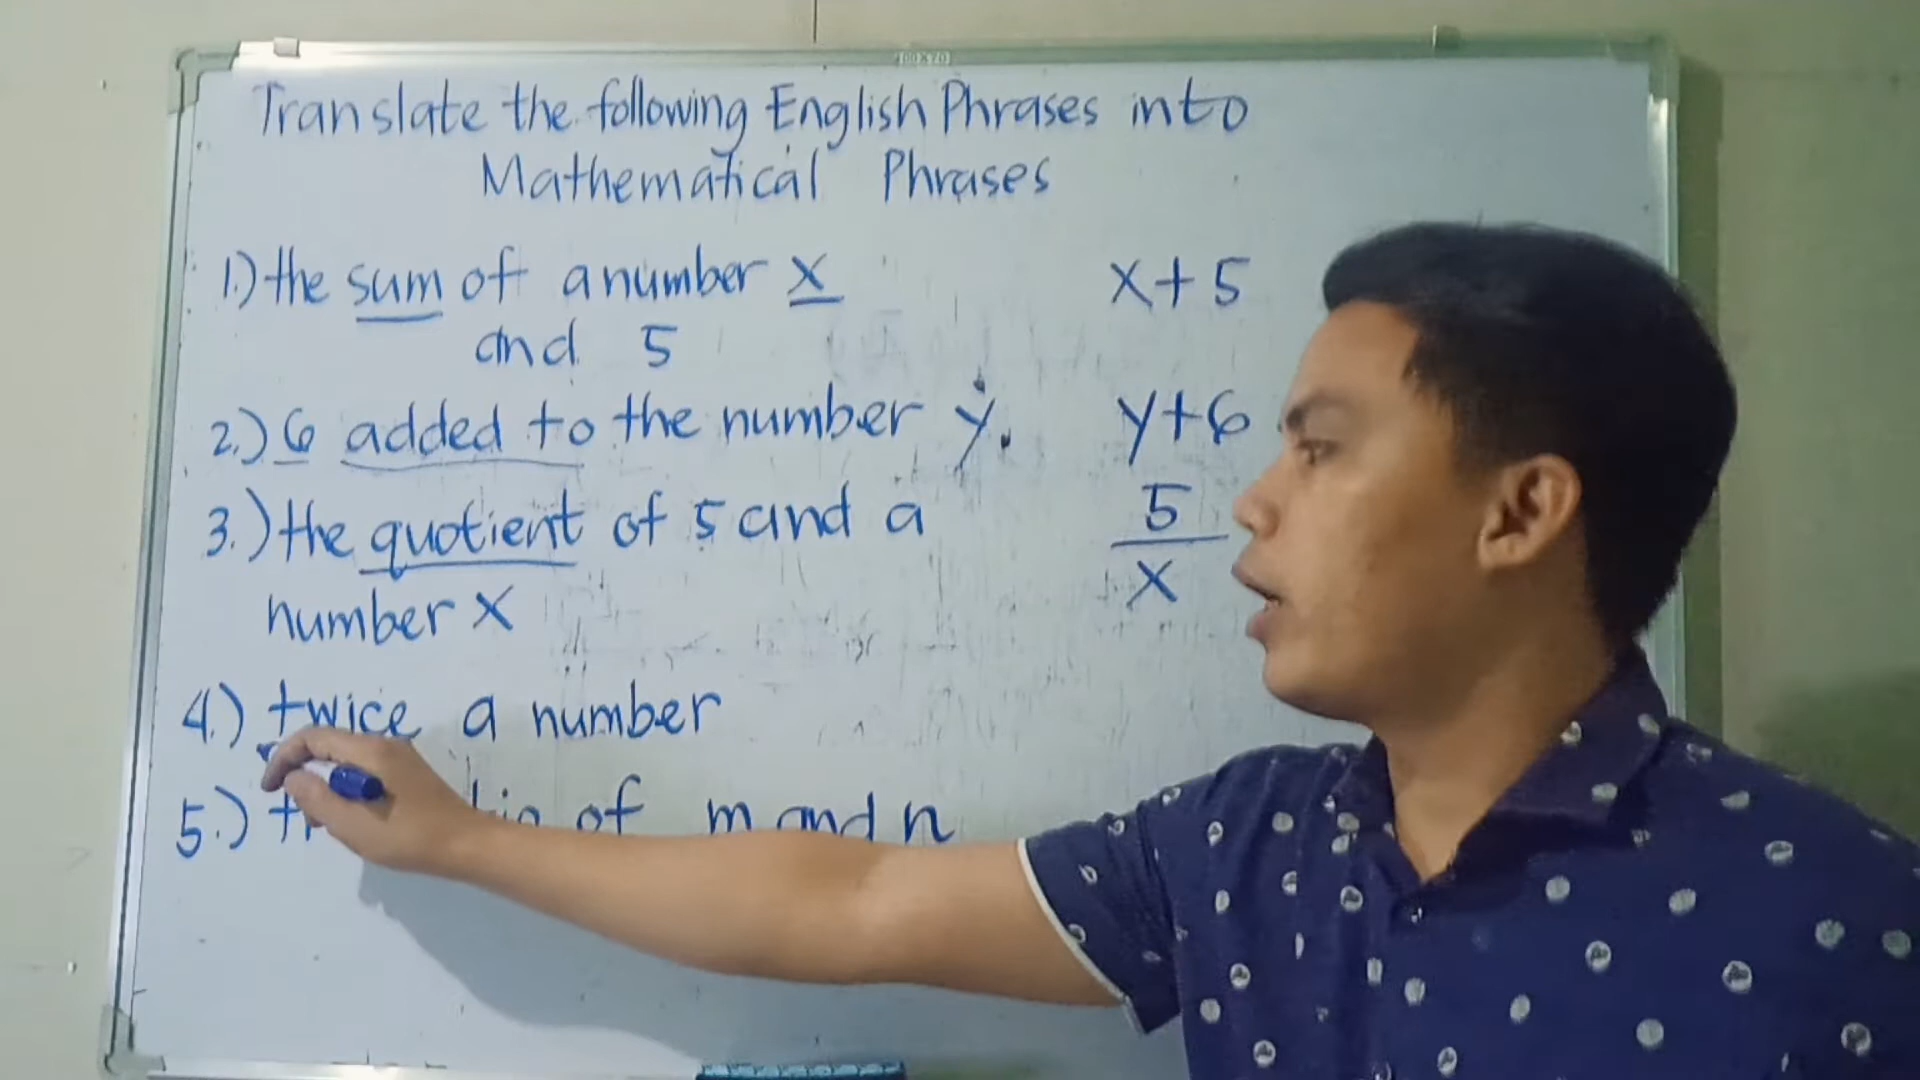 100x70
Translate the following English Phrases into
Mathematical Phrases
1.) the sum of a number x
and 5
x+5
2.) 6 added to the number y.
y+6
3.) the quotient of 5 and a
number x
5
x
4.) twice a number
5.) of m and n